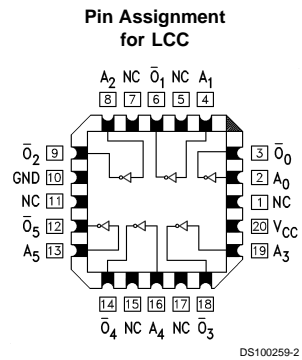 Pin Assignment
for LCC
A₂ NC Ō₁ NC A₁
8 7 6 5 4
Ō₂ 9
GND 10
NC 11
Ō₅ 12
A₅ 13
3 Ō₀
2 A₀
1 NC
20 V_CC
19 A₃
14 15 16 17 18
Ō₄ NC A₄ NC Ō₃
DS100259-2